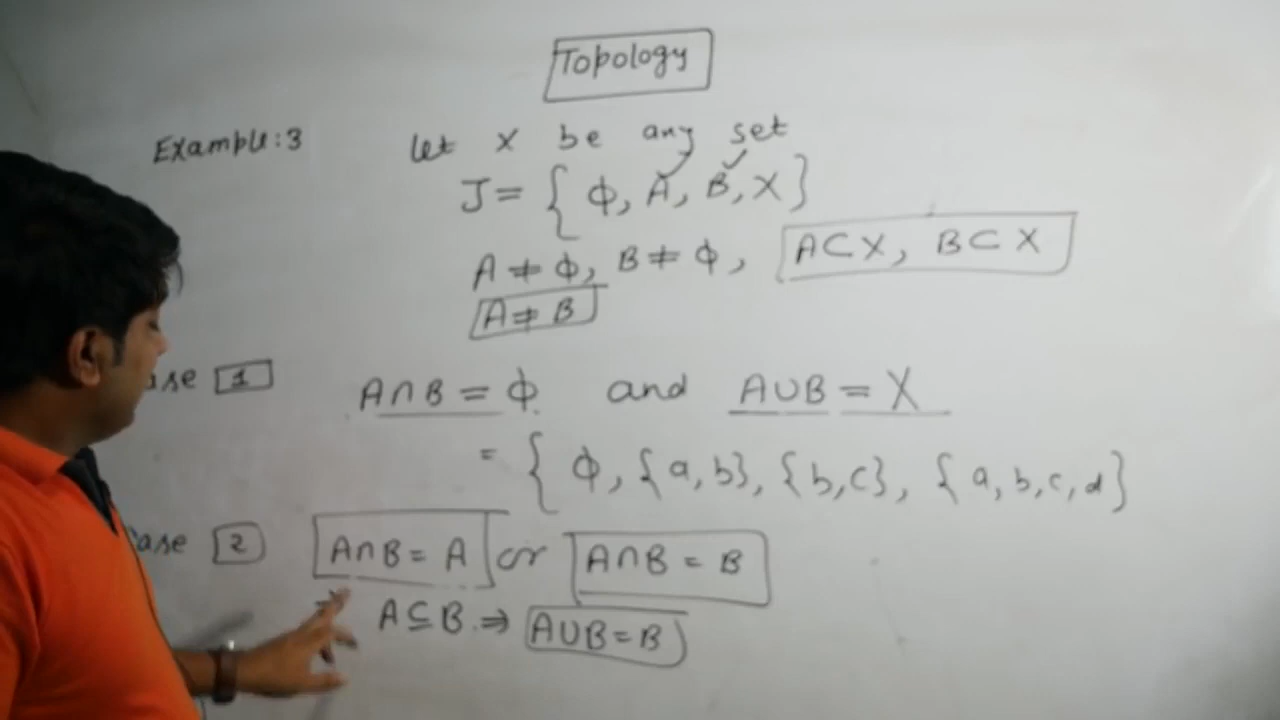 Topology
Example:3 let X be any set
J = { ϕ, A, B, X }
A ≠ ϕ, B ≠ ϕ, A⊂X, B⊂X
A ≠ B
ase 1 A∩B = ϕ and A∪B = X
= { ϕ, {a, b}, {b, c}, { a, b, c, d }
ase 2 A∩B = A or A∩B = B
⇒ A⊆B ⇒ A∪B = B